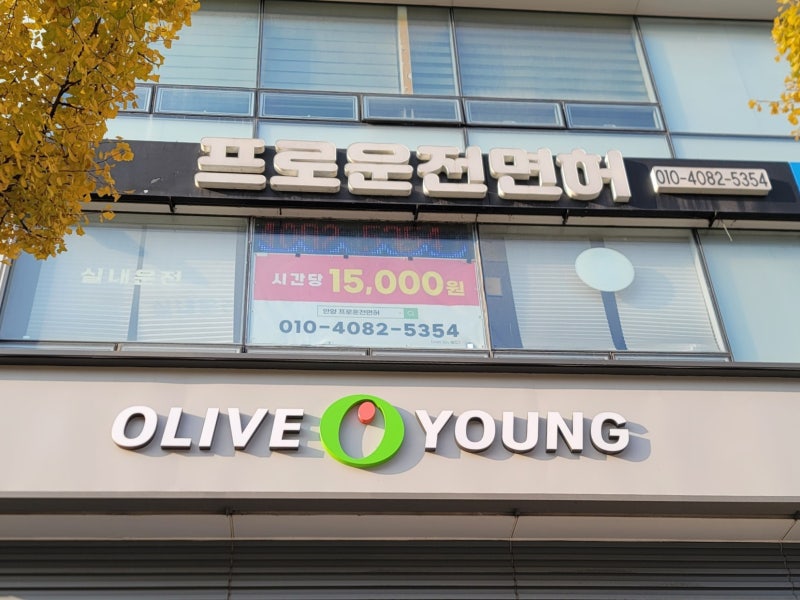 프로운전면허 010-4082-5354
실내운전
시간당 15,000원
안양 프로운전면허
010-4082-5354
OLIVE YOUNG